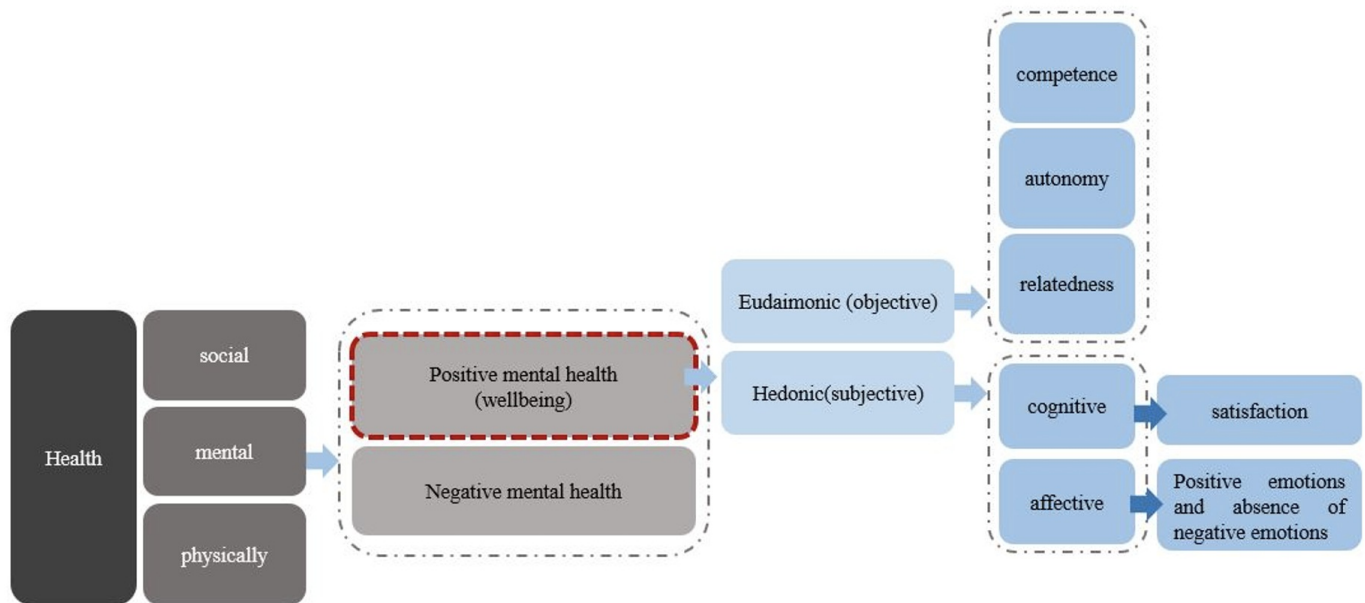 Health
social
mental
physically
Positive mental health
(wellbeing)
Negative mental health
Eudaimonic (objective)
Hedonic(subjective)
competence
autonomy
relatedness
cognitive
affective
satisfaction
Positive emotions
and absence of
negative emotions